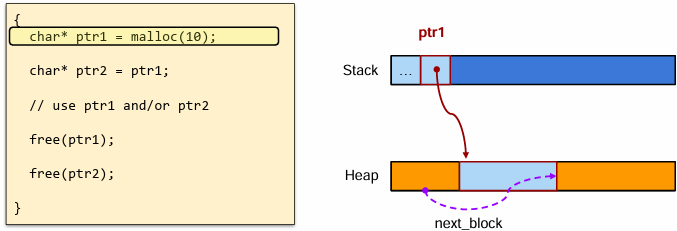 {
char* ptr1 = malloc(10);
char* ptr2 = ptr1;
// use ptr1 and/or ptr2
free(ptr1);
free(ptr2);
}
ptr1
Stack
...
Heap
next_block